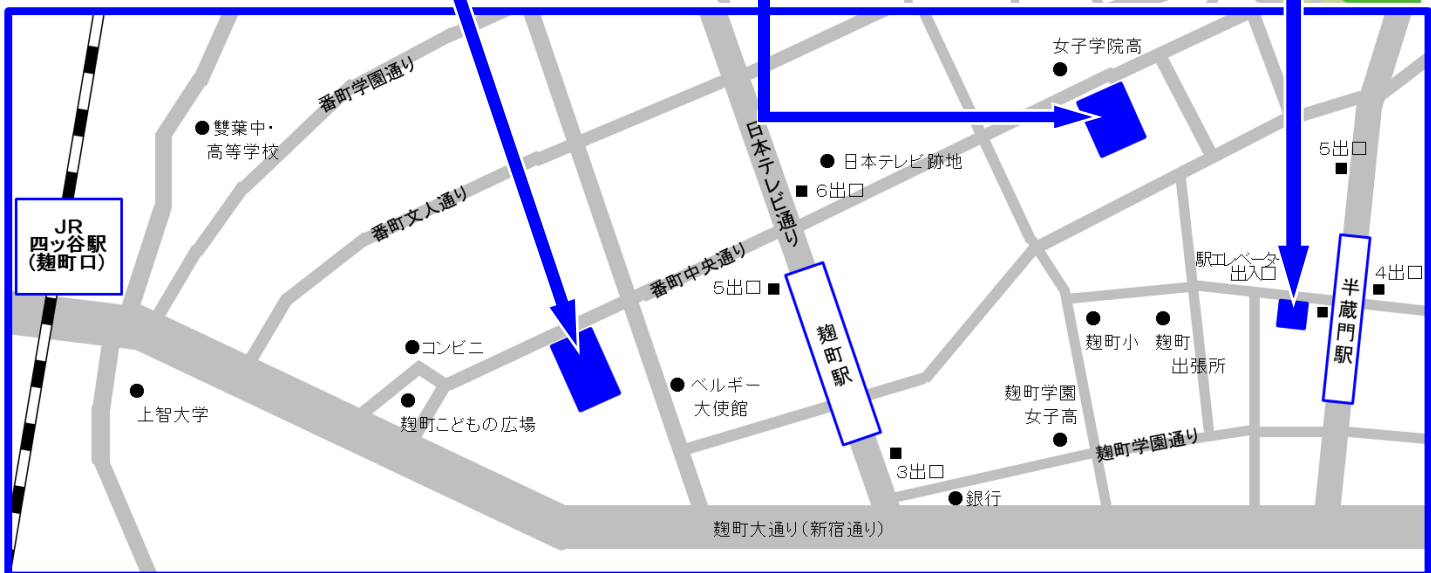 女子学院高
番町学園通り
雙葉中・
高等学校
日本テレビ通り
5出口
日本テレビ跡地
6出口
番町文人通り
JR
四ッ谷駅
(麹町口)
番町中央通り
駅エレベーター
出入口
4出口
5出口
半蔵門駅
麹町駅
コンビニ
麹町小
麹町
出張所
ベルギー
大使館
麹町学園
女子高
上智大学
麹町こどもの広場
麹町学園通り
3出口
銀行
麹町大通り(新宿通り)